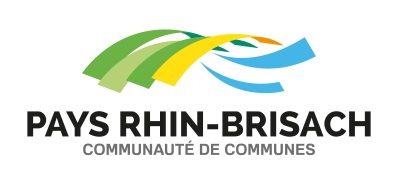 PAYS RHIN-BRISACH
COMMUNAUTÉ DE COMMUNES